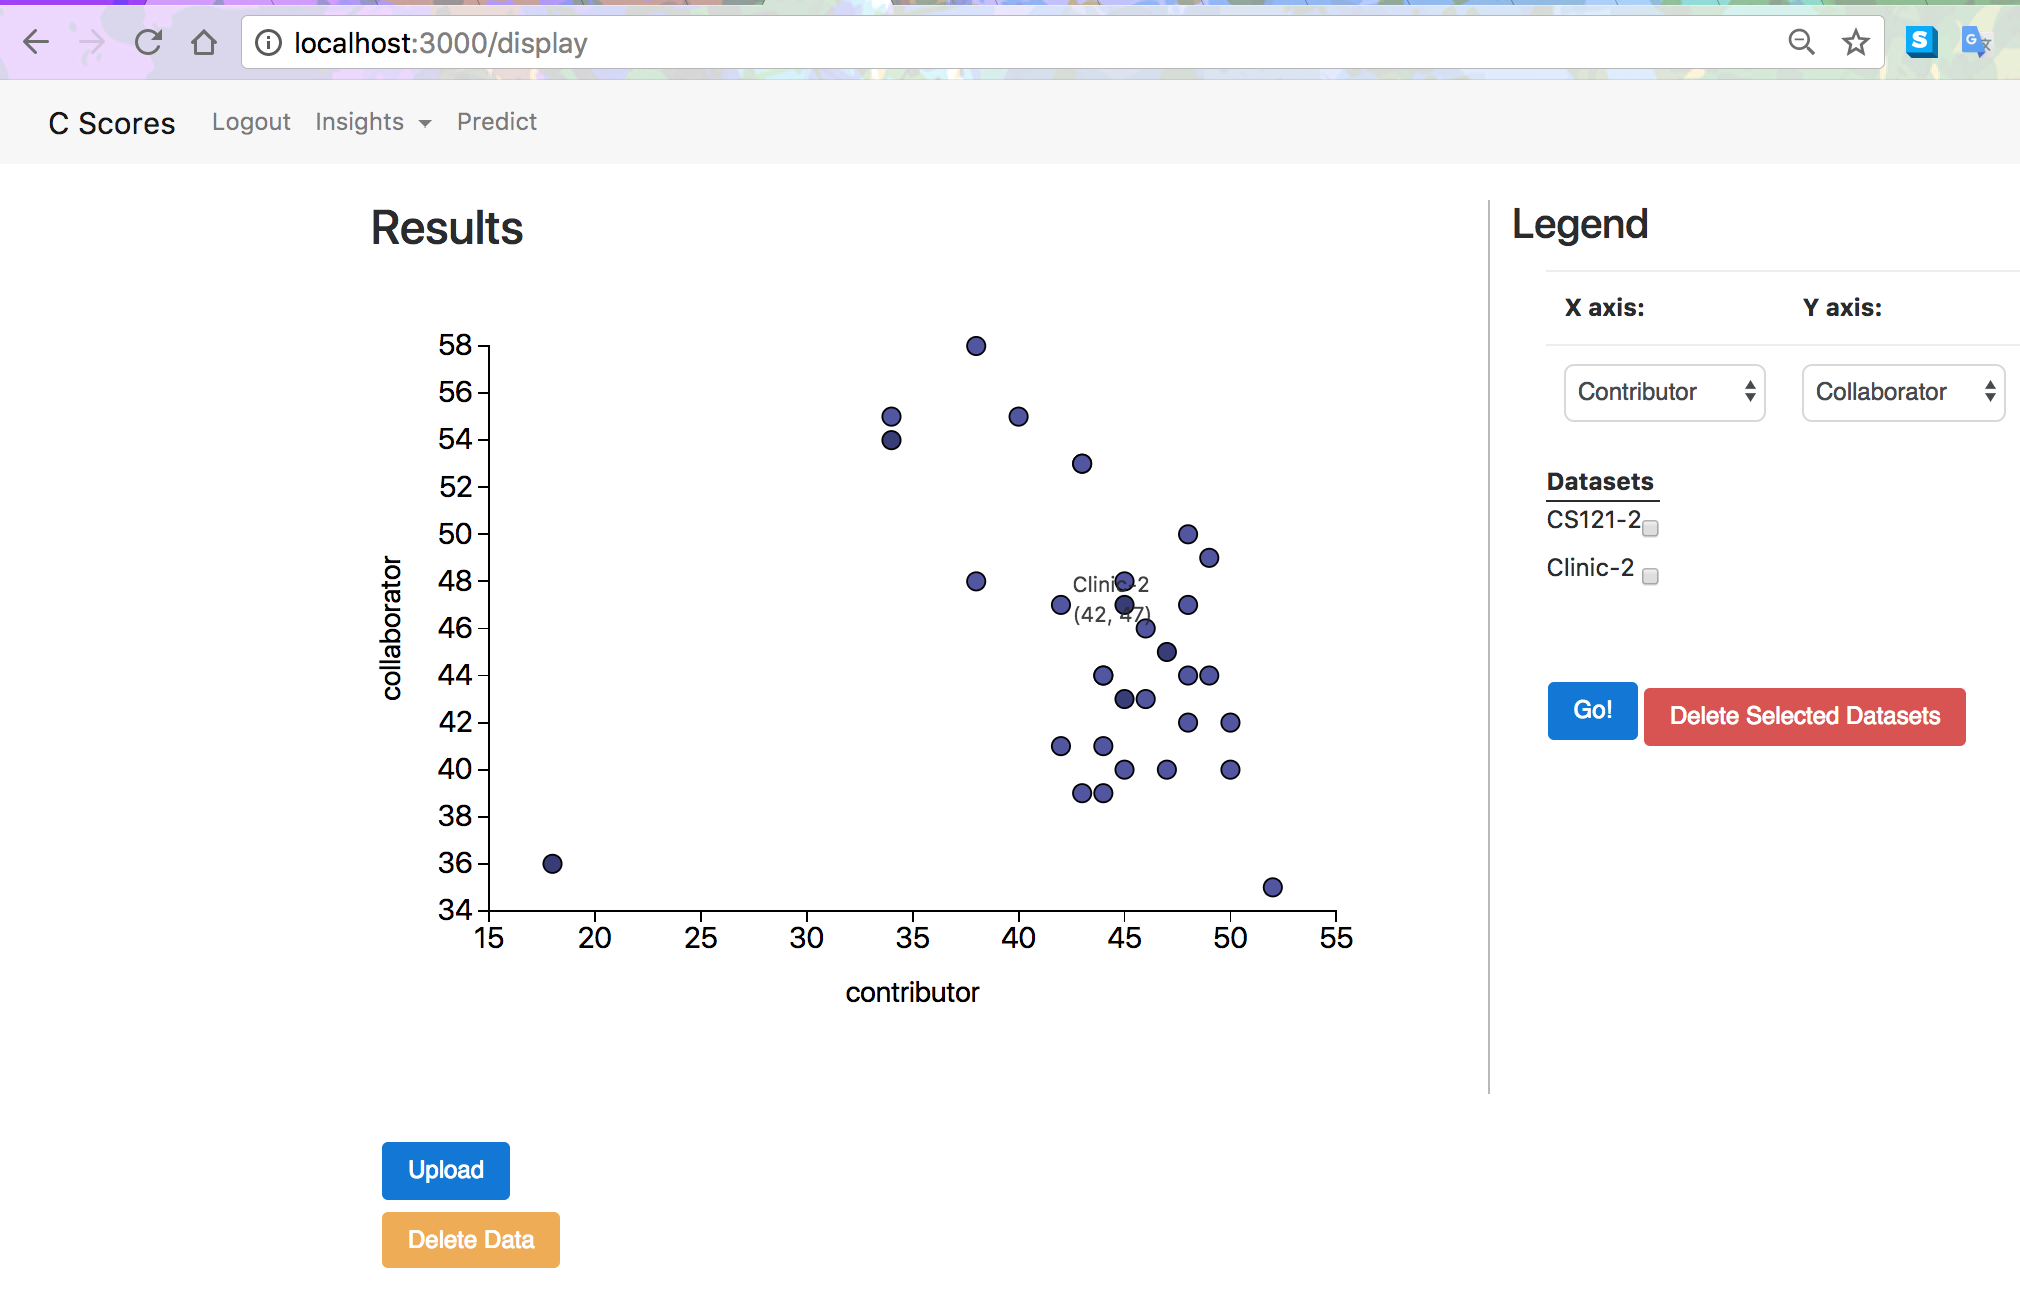 localhost:3000/display
C Scores Logout Insights Predict
Results
58
56
54
52
50
48
46
44
42
40
38
36
34
collaborator
15 20 25 30 35 40 45 50 55
contributor
Clinic-2
(42, 47)
Upload
Delete Data
Legend
X axis: Y axis:
Contributor Collaborator
Datasets
CS121-2
Clinic-2
Go! Delete Selected Datasets
S
G